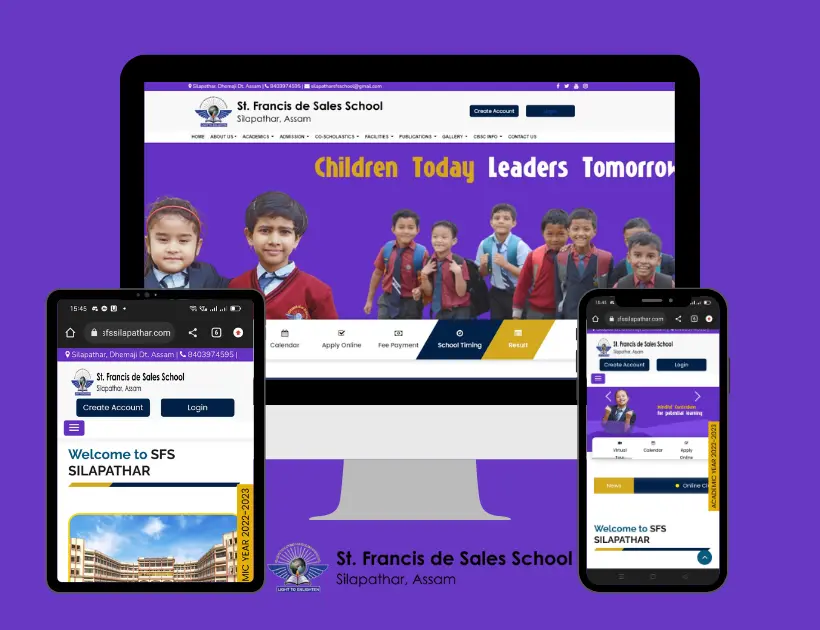 Silapathar, Dhemaji Dt. Assam | 8403974595 | silapatharsfsschool@gmail.com
St. Francis de Sales School
Silapathar, Assam
Create Account
HOME ABOUT US ACADEMICS ADMISSION CO-SCHOLASTICS FACILITIES PUBLICATIONS GALLERY CBSC INFO CONTACT US
Children Today Leaders Tomorrow
Calendar
Apply Online
Fee Payment
School Timing
Result
15:45
sfssilapathar.com
6
Silapathar, Dhemaji Dt. Assam | 8403974595 |
St. Francis de Sales School
Silapathar, Assam
Create Account
Login
Welcome to SFS
SILAPATHAR
MIC YEAR 2022-2023
15:45
sfssilapathar.com
St. Francis de Sales School
Silapathar, Assam
Create Account
Login
Mindful Curriculum
for potential learning
Virtual
Tour
Calendar
Apply
Online
ACADEMIC YEAR 2022-2023
News
Online Cl
Welcome to SFS
SILAPATHAR
LIGHT TO ENLIGHTEN
St. Francis de Sales School
Silapathar, Assam